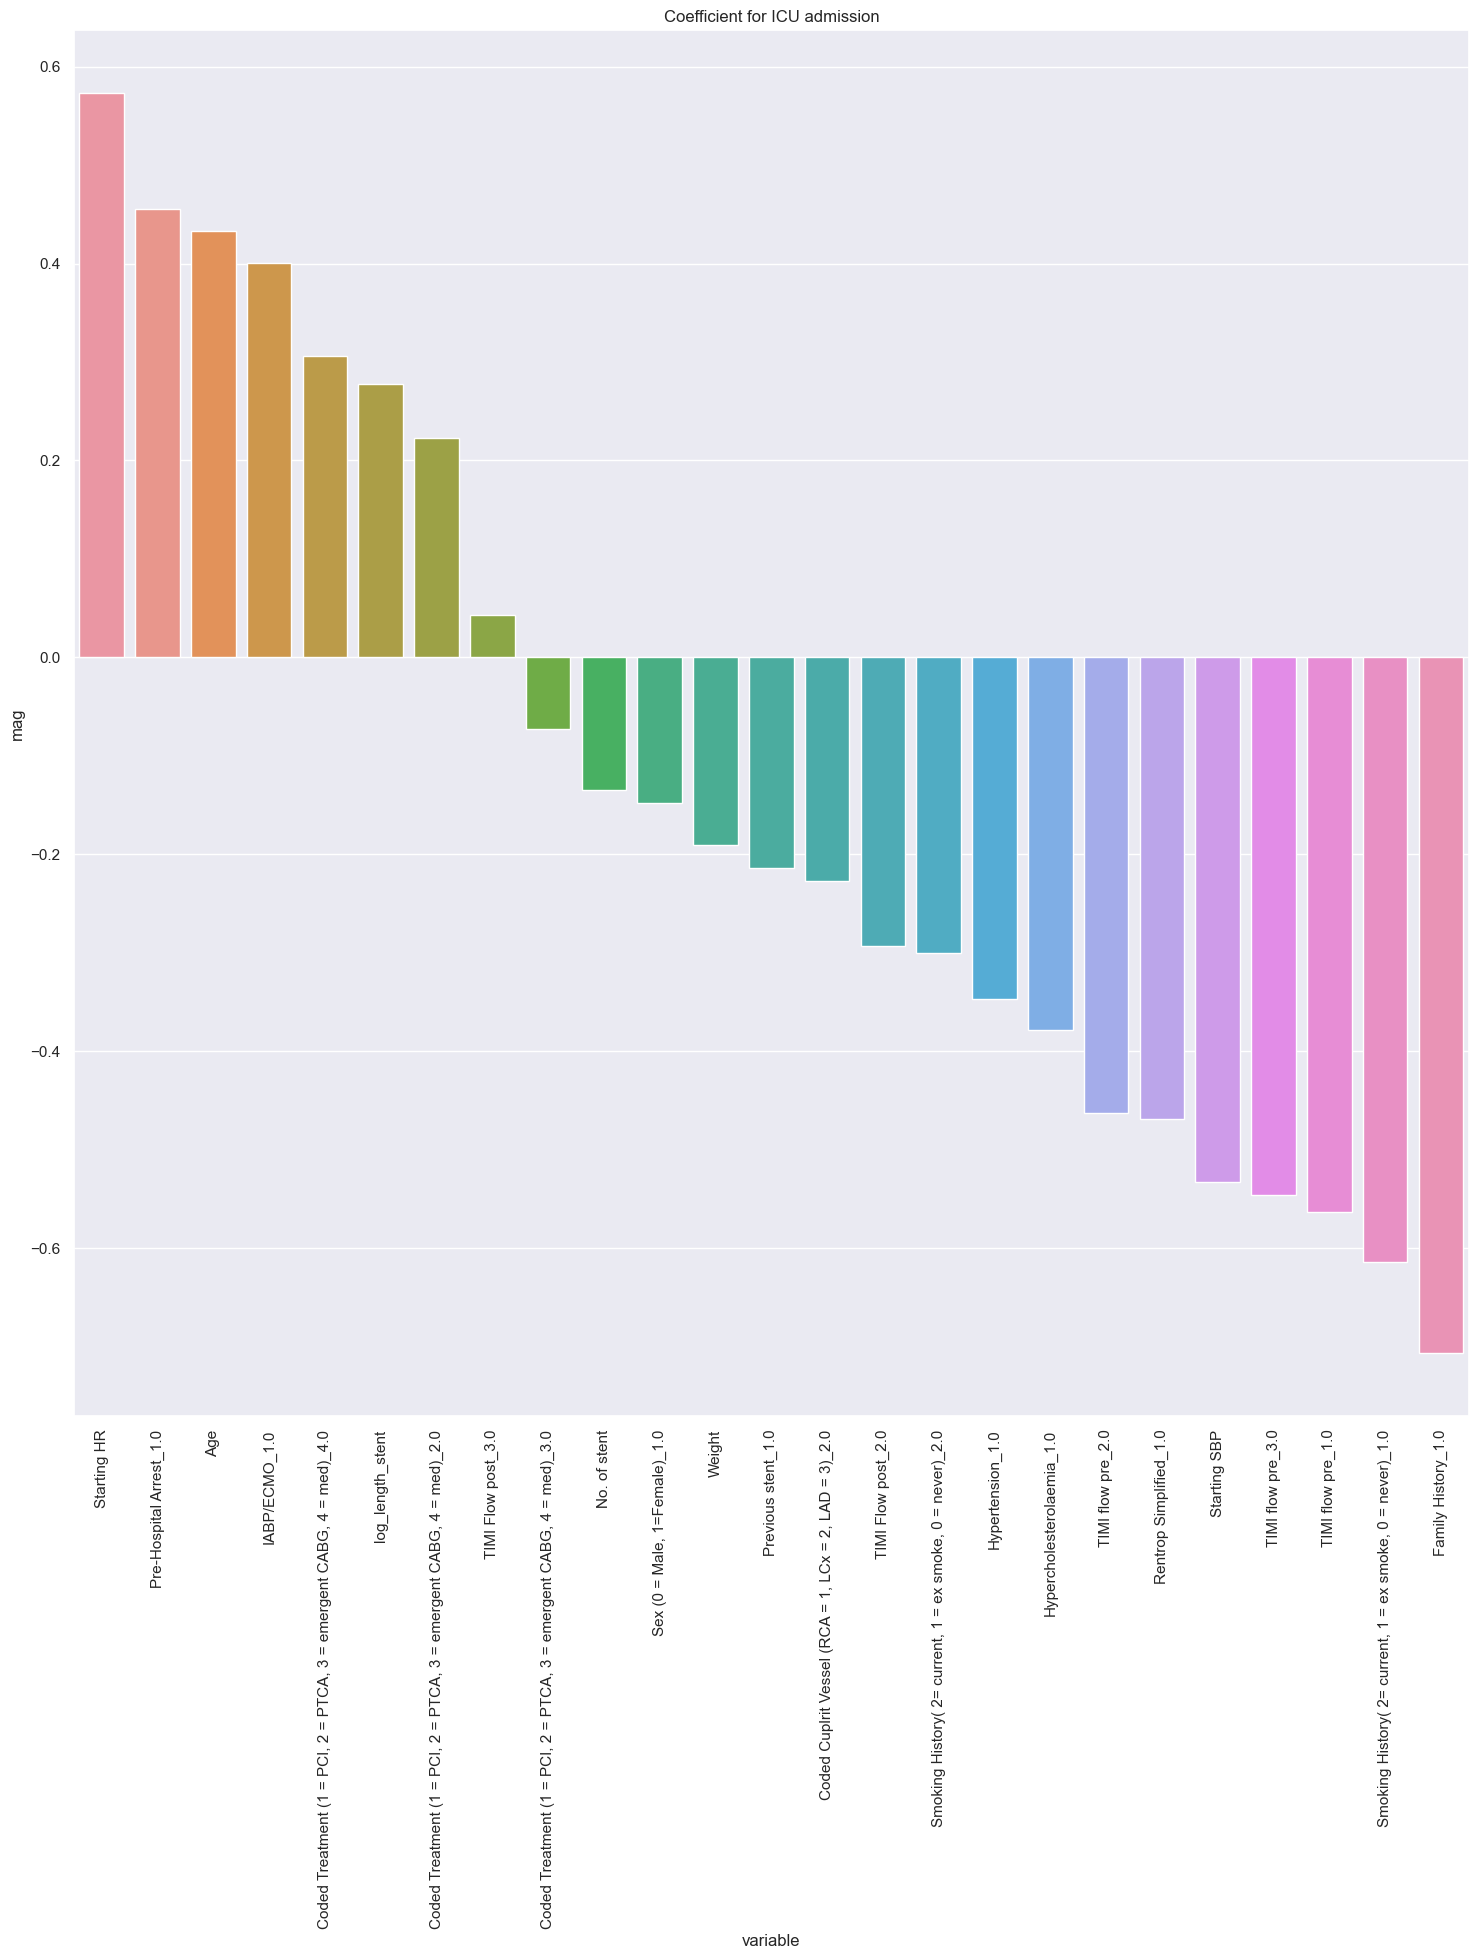 Coefficient for ICU admission
0.6
0.4
0.2
0.0
−0.2
−0.4
−0.6
mag
Starting HR
Pre-Hospital Arrest_1.0
Age
IABP/ECMO_1.0
Coded Treatment (1 = PCI, 2 = PTCA, 3 = emergent CABG, 4 = med)_4.0
log_length_stent
Coded Treatment (1 = PCI, 2 = PTCA, 3 = emergent CABG, 4 = med)_2.0
TIMI Flow post_3.0
Coded Treatment (1 = PCI, 2 = PTCA, 3 = emergent CABG, 4 = med)_3.0
No. of stent
Sex (0 = Male, 1=Female)_1.0
Weight
Previous stent_1.0
Coded Cuplrit Vessel (RCA = 1, LCx = 2, LAD = 3)_2.0
TIMI Flow post_2.0
Smoking History( 2= current, 1 = ex smoke, 0 = never)_2.0
Hypertension_1.0
Hypercholesterolaemia_1.0
TIMI flow pre_2.0
Rentrop Simplified_1.0
Starting SBP
TIMI flow pre_3.0
TIMI flow pre_1.0
Smoking History( 2= current, 1 = ex smoke, 0 = never)_1.0
Family History_1.0
variable